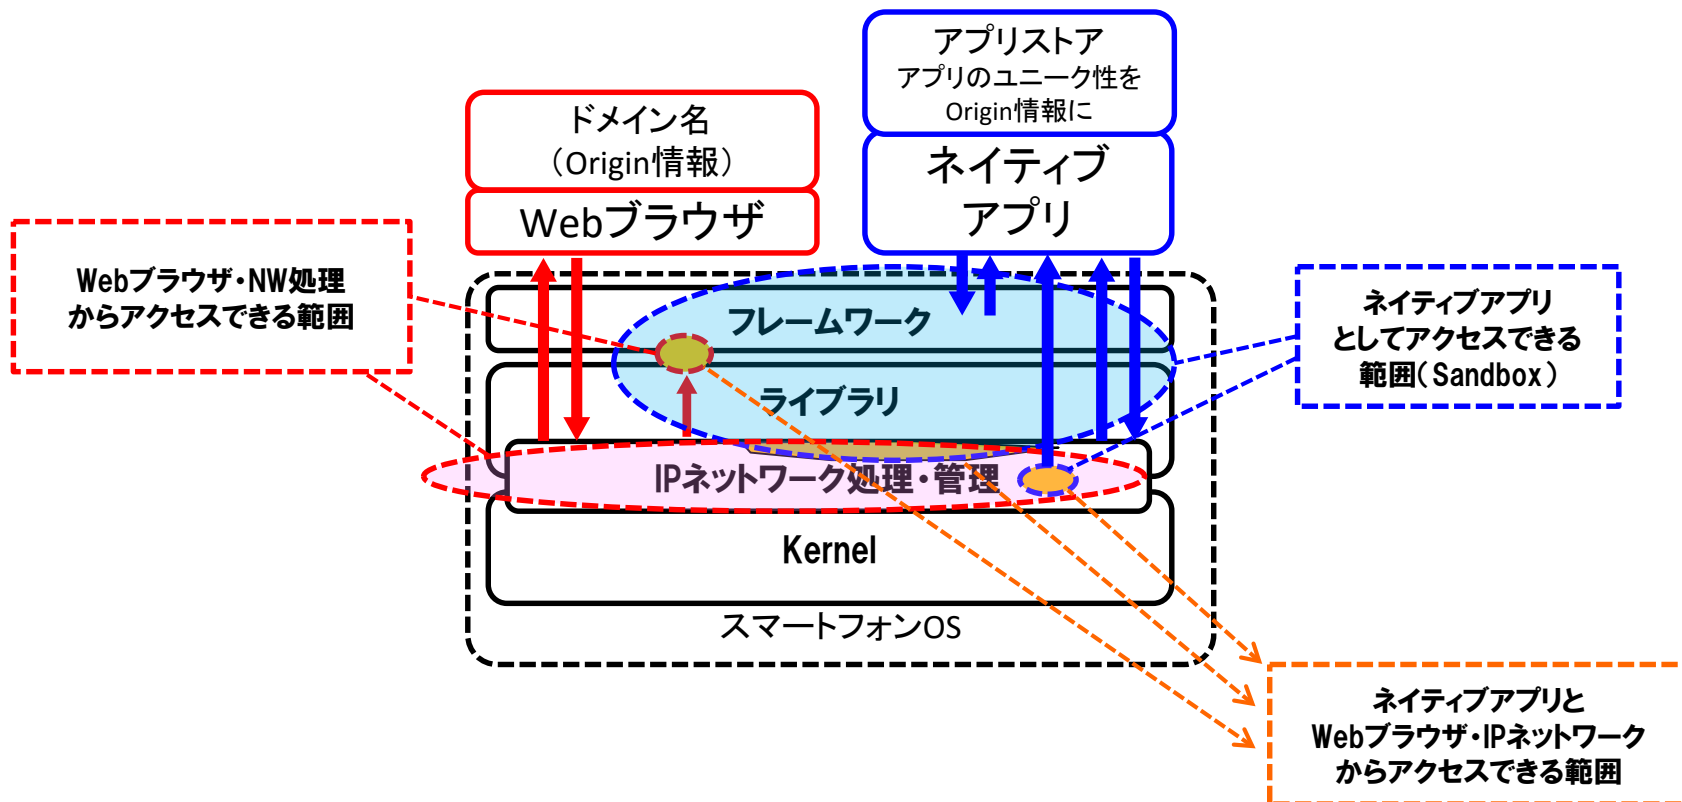 アプリストア
アプリのユニーク性を
Origin情報に
ドメイン名
（Origin情報）
ネイティブ
アプリ
Webブラウザ
Webブラウザ・NW処理
からアクセスできる範囲
フレームワーク
ネイティブアプリ
としてアクセスできる
範囲（Sandbox）
ライブラリ
IPネットワーク処理・管理
Kernel
スマートフォンOS
ネイティブアプリと
Webブラウザ・IPネットワーク
からアクセスできる範囲